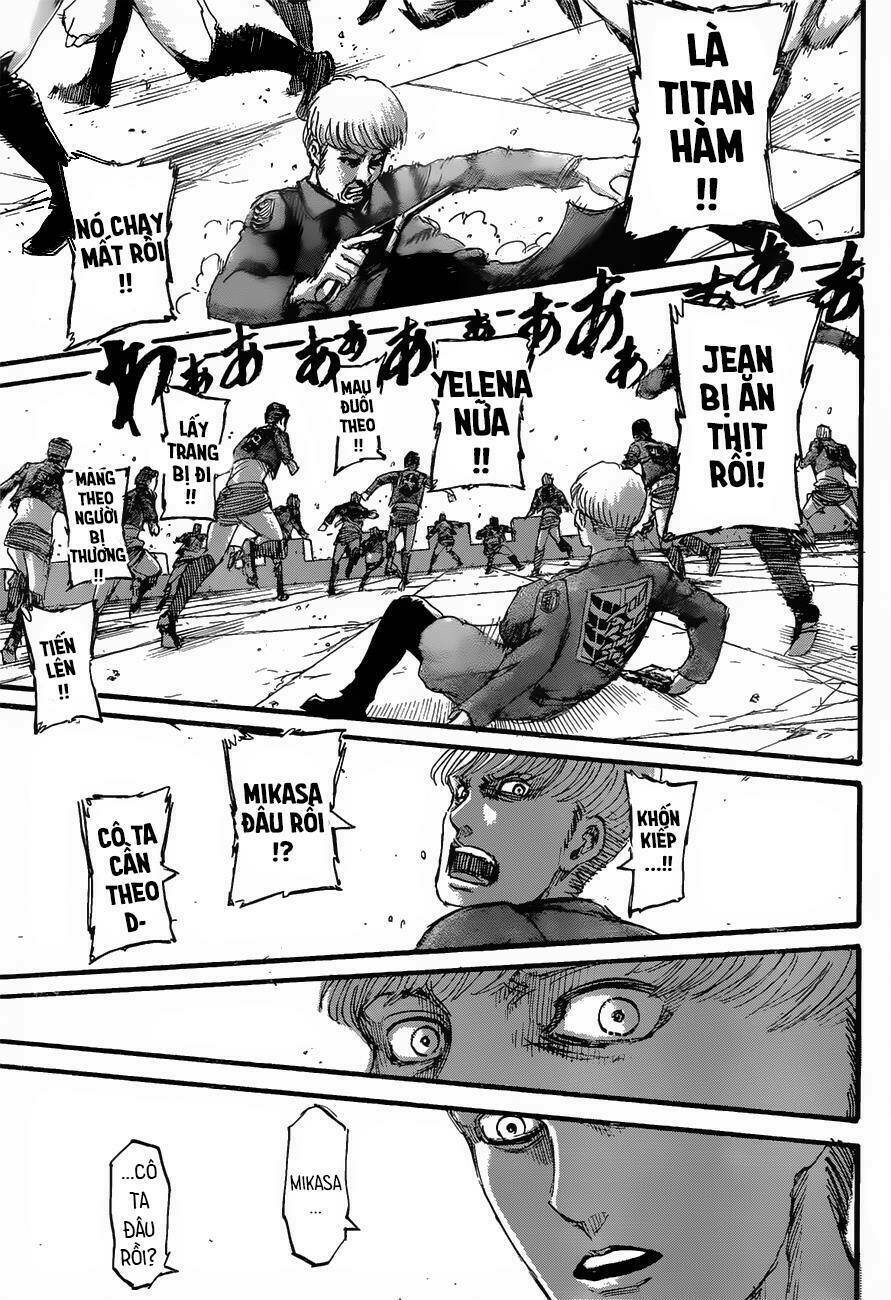 LÀ
TITAN
HÀM
!!
NÓ CHẠY
MẤT RỒI
!!
わああ
ああああああああ
JEAN
BỊ ĂN
THỊT
RỒI!
YELENA
NỮA
!!
MAU
ĐUỔI
THEO
!!
LẤY
TRANG
BỊ ĐI
!!
MANG
THEO
NGƯỜI
BỊ
THƯƠNG
!!
TIẾN
LÊN
!!
KHỐN
KIẾP
...!!
MIKASA
ĐÂU RỒI
!?
CÔ TA
CẦN
THEO
D-
MIKASA
...
...CÔ
TA
ĐÂU
RỒI?